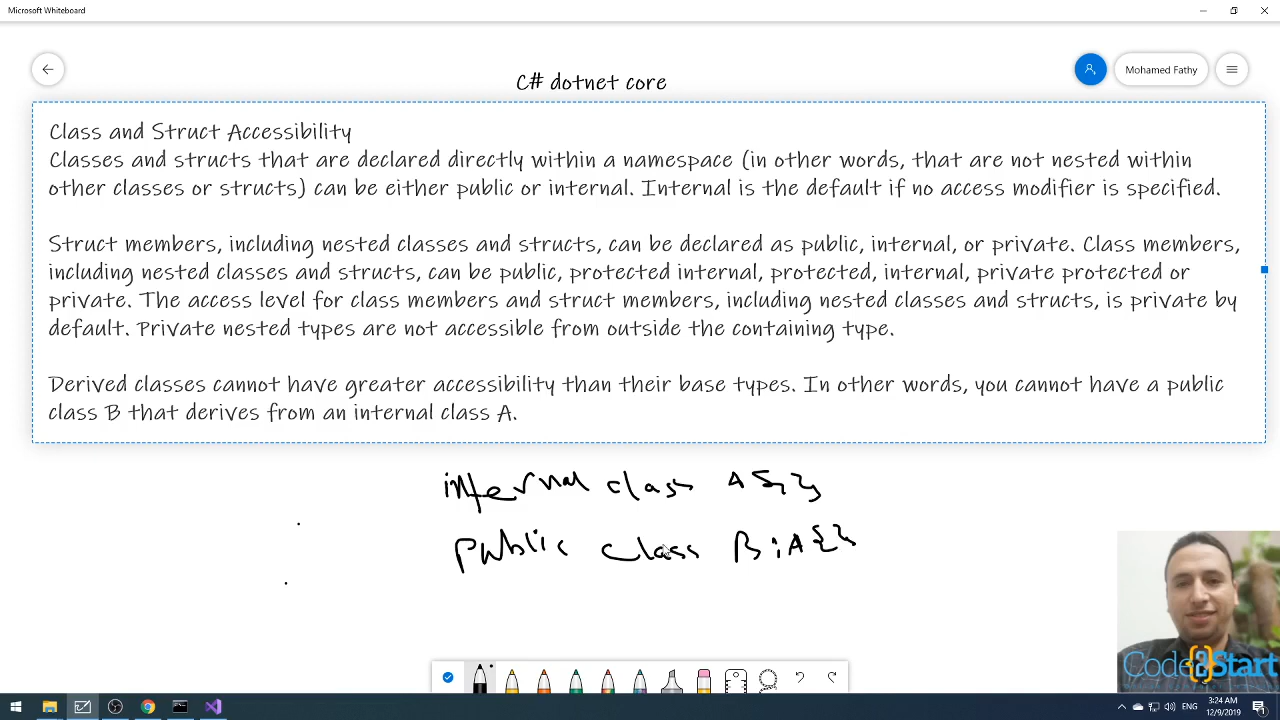 Microsoft Whiteboard
C# dotnet core
Mohamed Fathy
Class and Struct Accessibility
Classes and structs that are declared directly within a namespace (in other words, that are not nested within
other classes or structs) can be either public or internal. Internal is the default if no access modifier is specified.
Struct members, including nested classes and structs, can be declared as public, internal, or private. Class members,
including nested classes and structs, can be public, protected internal, protected, internal, private protected or
private. The access level for class members and struct members, including nested classes and structs, is private by
default. Private nested types are not accessible from outside the containing type.
Derived classes cannot have greater accessibility than their base types. In other words, you cannot have a public
class B that derives from an internal class A.
internal class A{}
public class B:A{}
Code{}Start
ENG
3:24 AM
12/9/2019
1